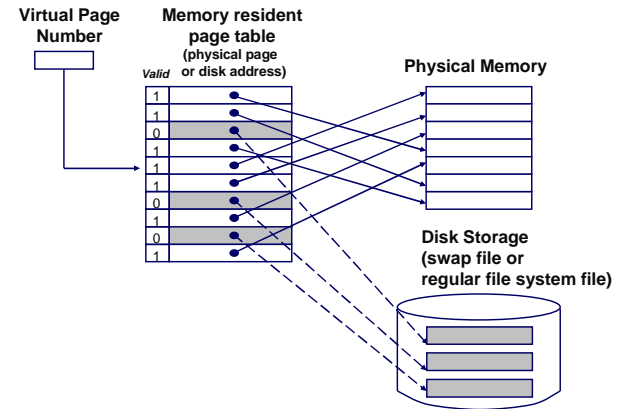 Virtual Page
Number
Memory resident
page table
(physical page
or disk address)
Valid
Physical Memory
1
1
0
1
1
1
0
1
0
1
Disk Storage
(swap file or
regular file system file)